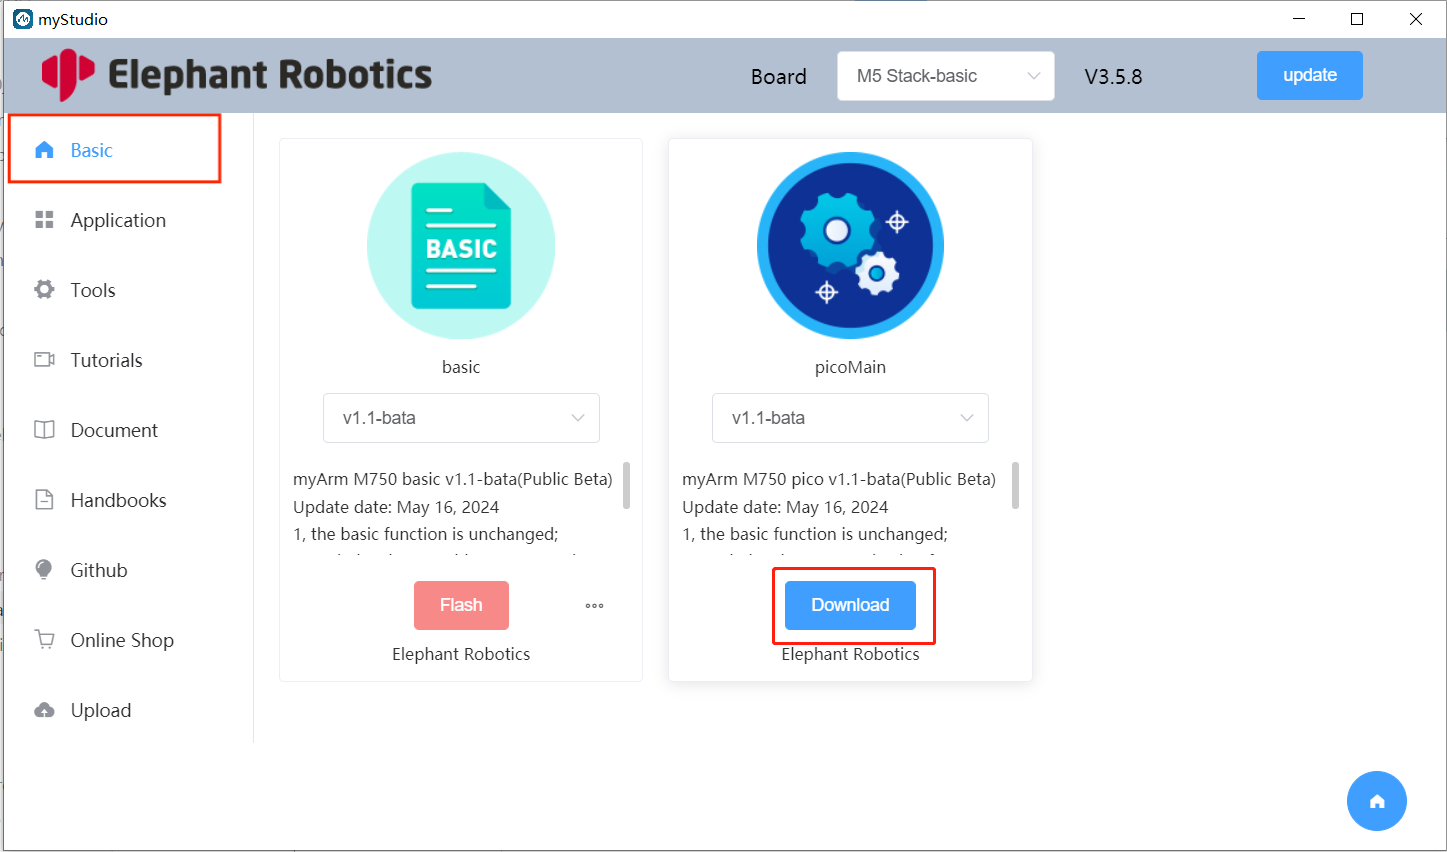 myStudio
Elephant Robotics
Board
M5 Stack-basic
V3.5.8
update
Basic
Application
Tools
Tutorials
Document
Handbooks
Github
Online Shop
Upload
BASIC
basic
v1.1-bata
myArm M750 basic v1.1-bata(Public Beta)
Update date: May 16, 2024
1, the basic function is unchanged;
Flash
Elephant Robotics
picoMain
v1.1-bata
myArm M750 pico v1.1-bata(Public Beta)
Update date: May 16, 2024
1, the basic function is unchanged;
Download
Elephant Robotics